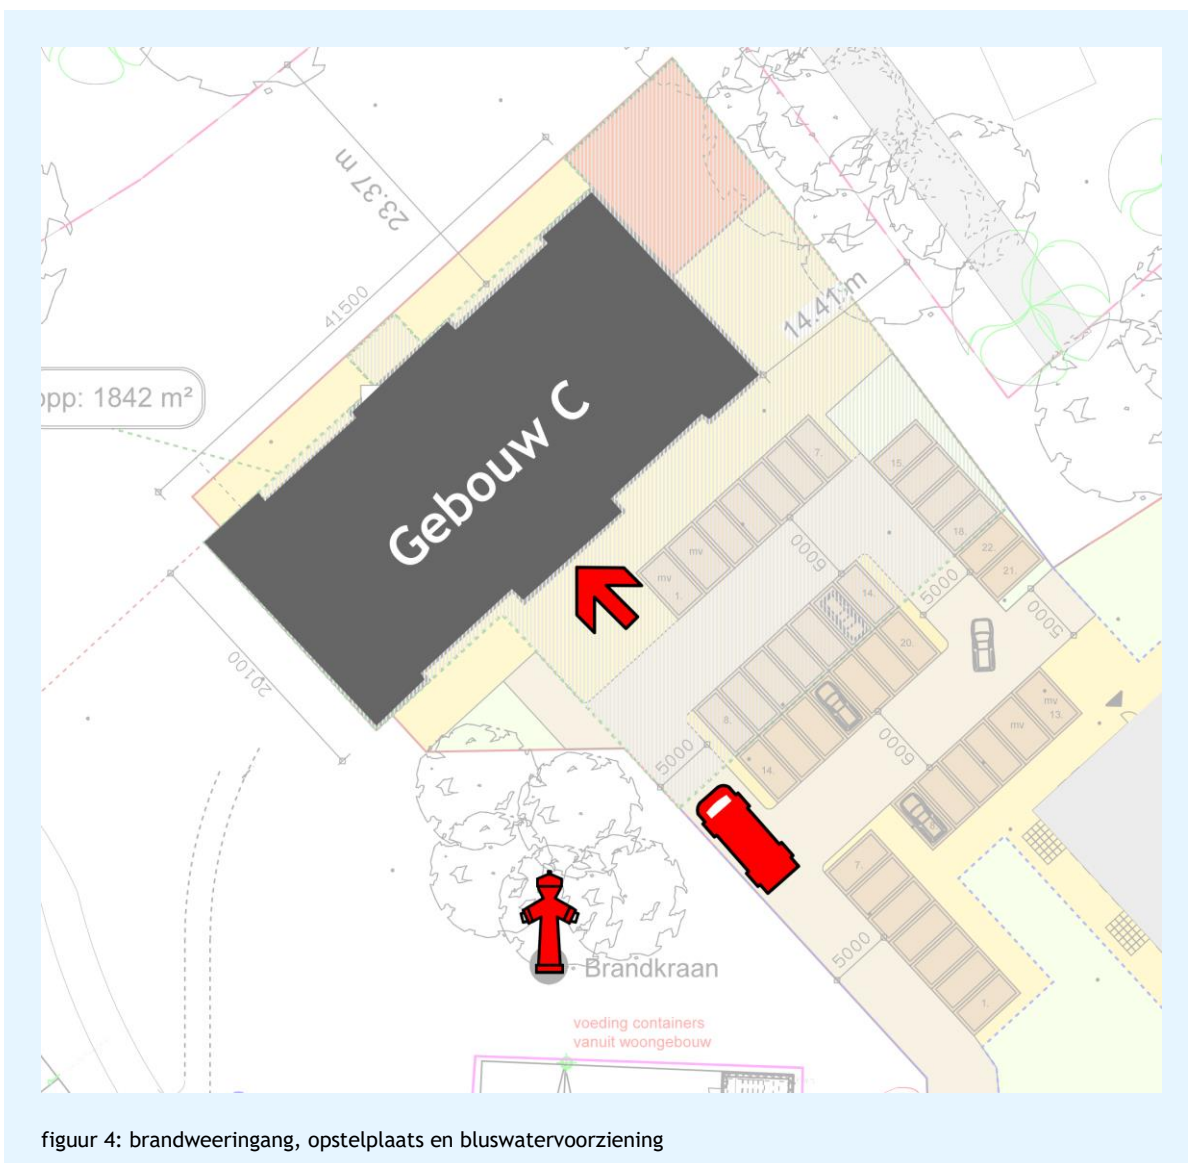 23.37 m
41500
14.41 m
opp: 1842 m²
Gebouw C
7.
15.
mv
18.
22.
6000
mv
21.
1.
14.
5000
5000
20.
20100
mv
8.
13.
mv
6000
5000
14.
7.
5000
1.
Brandkraan
voeding containers
vanuit woongebouw
figuur 4: brandweeringang, opstelplaats en bluswatervoorziening